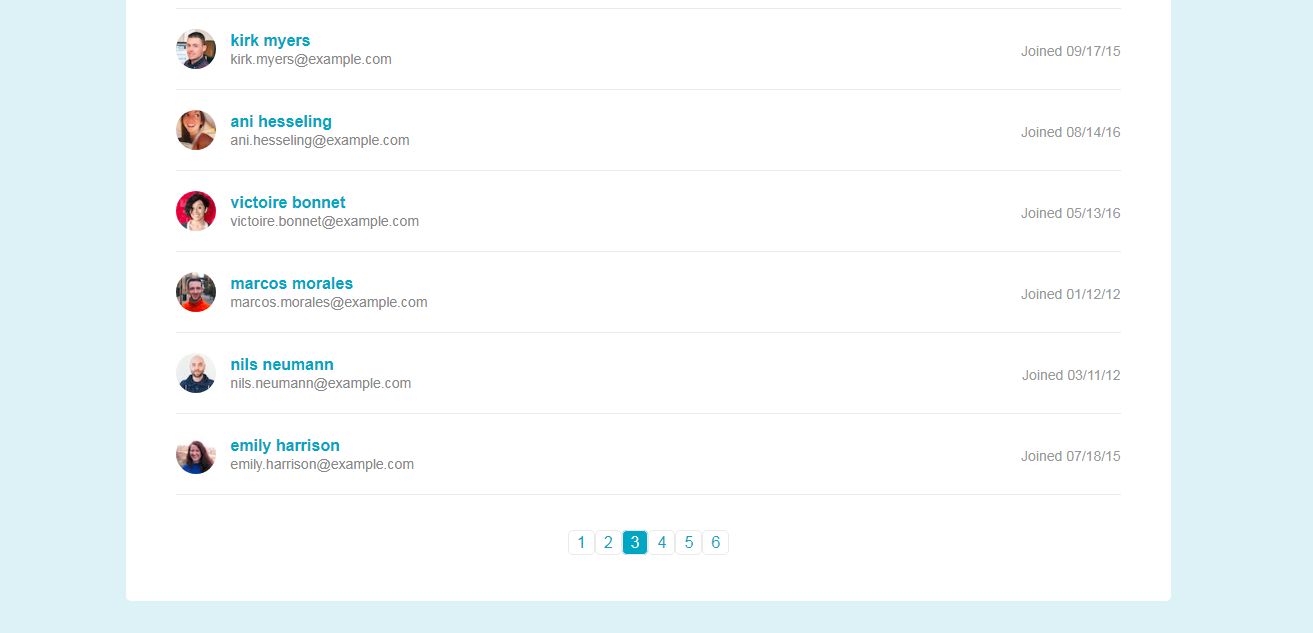 kirk myers
kirk.myers@example.com
Joined 09/17/15
ani hesseling
ani.hesseling@example.com
Joined 08/14/16
victoire bonnet
victoire.bonnet@example.com
Joined 05/13/16
marcos morales
marcos.morales@example.com
Joined 01/12/12
nils neumann
nils.neumann@example.com
Joined 03/11/12
emily harrison
emily.harrison@example.com
Joined 07/18/15
1 2 3 4 5 6